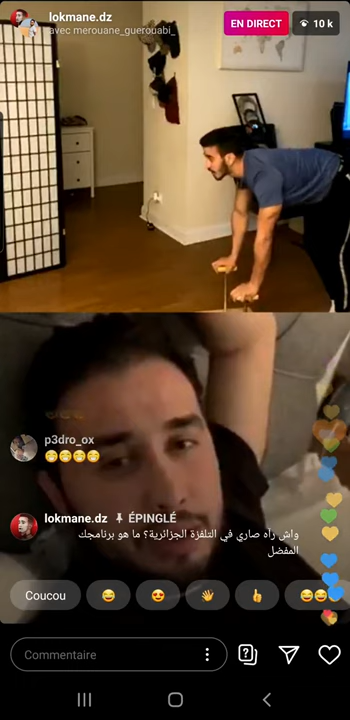 lokmane.dz
avec merouane_guerouabi_
EN DIRECT
10 k
p3dro_ox
😁😁😁😁
lokmane.dz ÉPINGLÉ
واش رآه صاري في التلفزة الجزائرية؟ ما هو برنامجك
المفضل
Coucou 😂 😍 👋 👍 😂😂
Commentaire